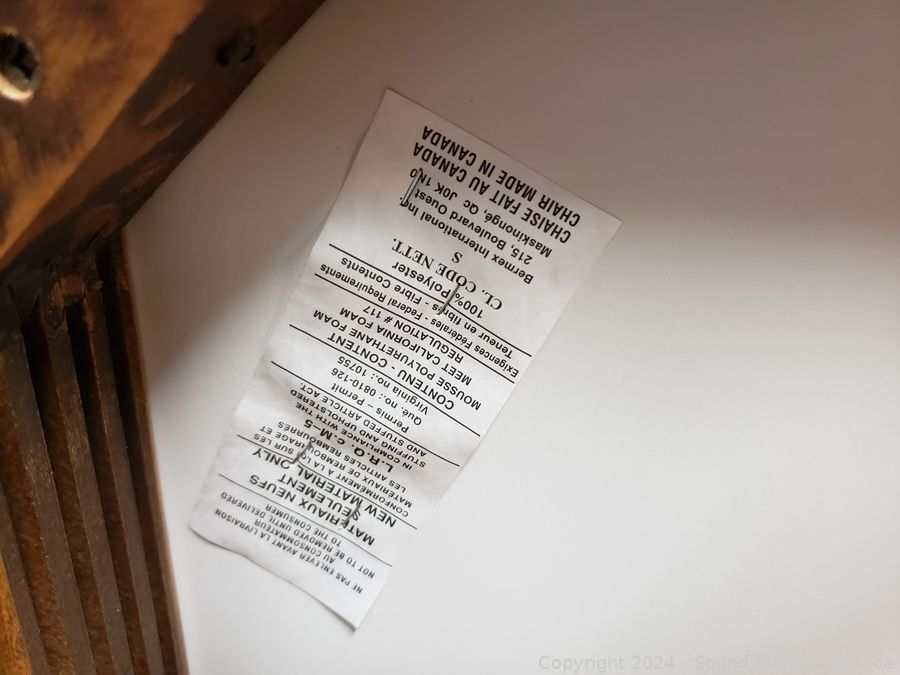 NE PAS ENLEVER AVANT LA LIVRAISON
AU CONSOMMATEUR
NOT TO BE REMOVED UNTIL DELIVERED
TO THE CONSUMER
MATÉRIAUX NEUFS
SEULEMENT
NEW MATERIAL ONLY
CONFORMÉMENT À LA LOI SUR LES
MATÉRIAUX DE REMBOURRAGE ET
LES ARTICLES REMBOURRÉS
L.R.Q. c.M-5
IN COMPLIANCE WITH THE
STUFFING AND UPHOLSTERED
AND STUFFED ARTICLE ACT.
Permis - Permit
Qué. no.: 0810-126
Virginia no.: 10755
CONTENU - CONTENT
MOUSSE POLYURETHANE FOAM
MEET CALIFORNIA FOAM
REGULATION # 117
Exigences Fédérales - Federal Requirements
Teneur en fibres - Fibre Contents
100% Polyester
CL. CODE NETT.
S
Bermex International Inc.
215, Boulevard Ouest
Maskinongé, Qc J0K 1N0
CHAISE FAIT AU CANADA
CHAIR MADE IN CANADA
Copyright 2024 - Sound Auction Service